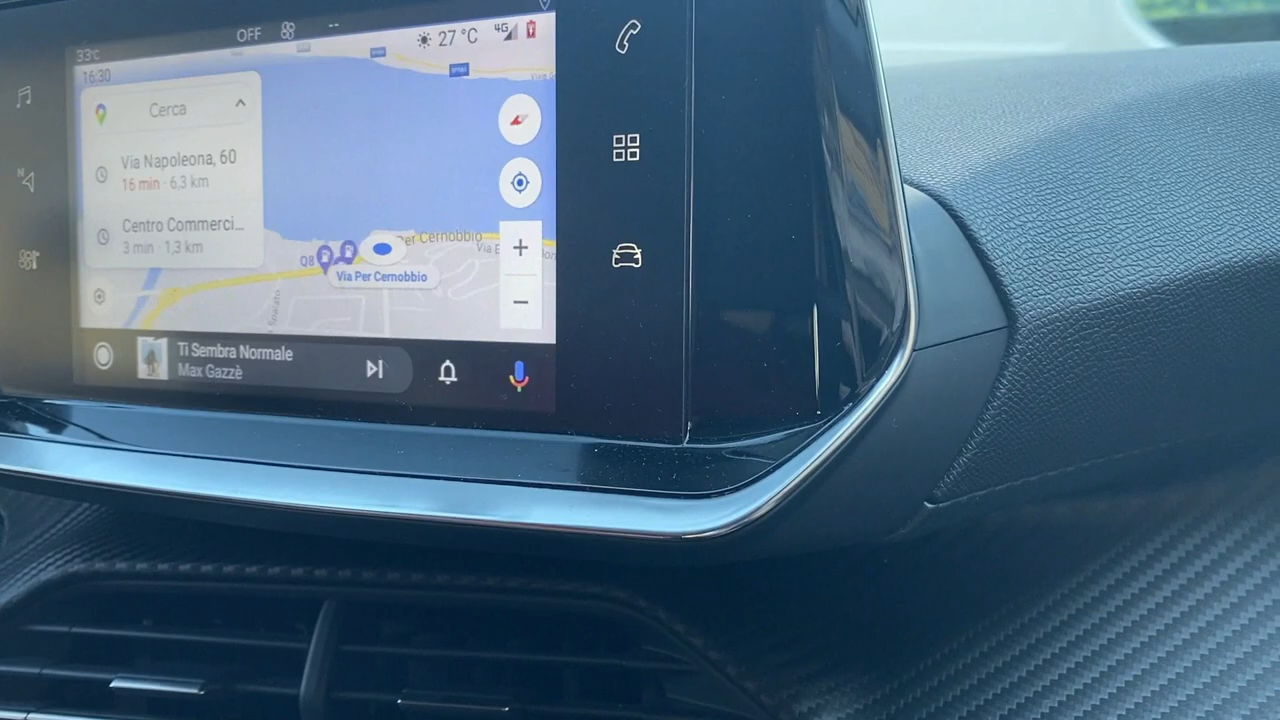 OFF --
33°C
27 °C 4G
16:30
Cerca
Via Napoleona, 60
16 min · 6,3 km
Centro Commerci...
3 min · 1,3 km
Per Cernobbio
Via E
Q8
Via Per Cernobbio
+
−
Ti Sembra Normale
Max Gazzè
N